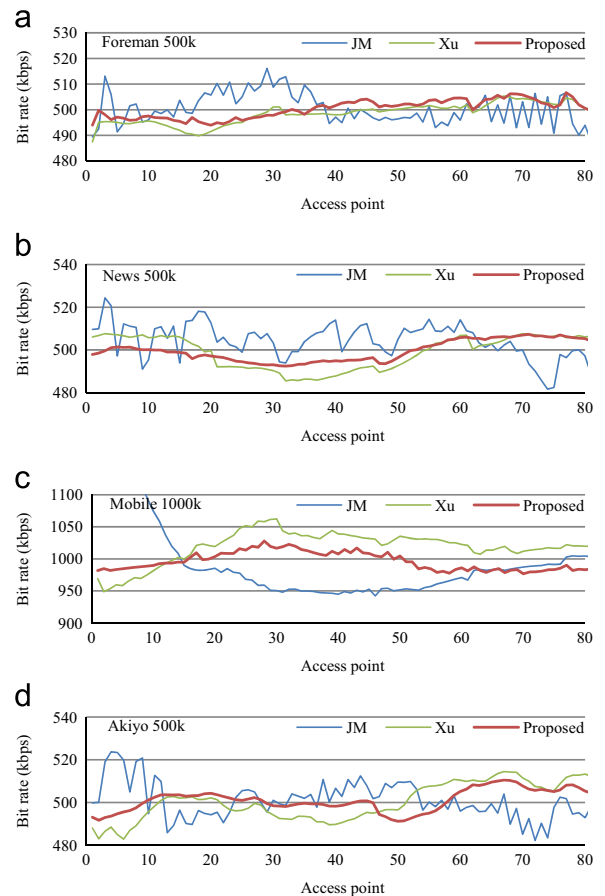 a
530
Foreman 500k
JM
Xu
Proposed
520
510
500
490
480
Bit rate (kbps)
0 10 20 30 40 50 60 70 80
Access point
b
540
News 500k
JM
Xu
Proposed
520
500
480
Bit rate (kbps)
0 10 20 30 40 50 60 70 80
Access point
c
1100
Mobile 1000k
JM
Xu
Proposed
1050
1000
950
900
Bit rate (kbps)
0 10 20 30 40 50 60 70 80
Access point
d
540
Akiyo 500k
JM
Xu
Proposed
520
500
480
Bit rate (kbps)
0 10 20 30 40 50 60 70 80
Access point